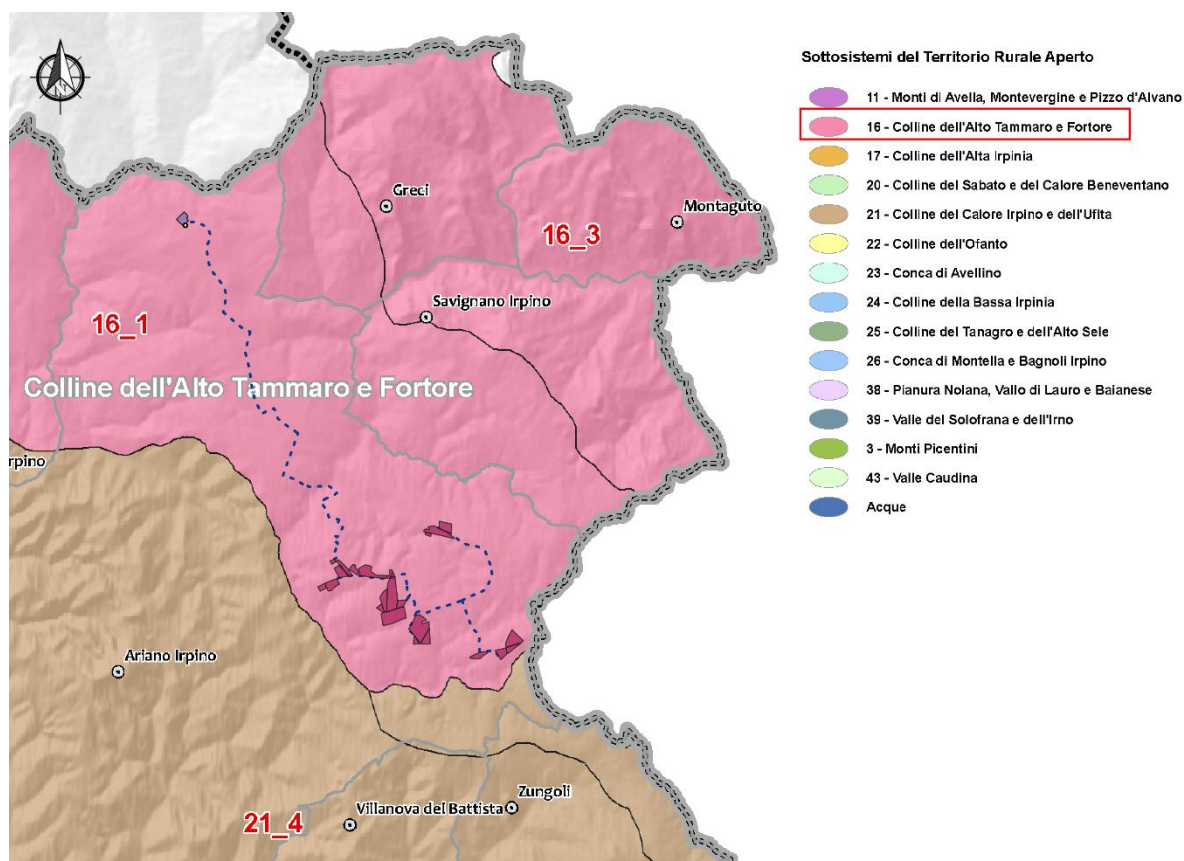 N
Greci
Montaguto
16_3
Savignano Irpino
16_1
Colline dell'Alto Tammaro e Fortore
rpino
Ariano Irpino
Zungoli
Villanova del Battista
21_4
Sottosistemi del Territorio Rurale Aperto
11 - Monti di Avella, Montevergine e Pizzo d'Alvano
16 - Colline dell'Alto Tammaro e Fortore
17 - Colline dell'Alta Irpinia
20 - Colline del Sabato e del Calore Beneventano
21 - Colline del Calore Irpino e dell'Ufita
22 - Colline dell'Ofanto
23 - Conca di Avellino
24 - Colline della Bassa Irpinia
25 - Colline del Tanagro e dell'Alto Sele
26 - Conca di Montella e Bagnoli Irpino
38 - Pianura Nolana, Vallo di Lauro e Baianese
39 - Valle del Solofrana e dell'Irno
3 - Monti Picentini
43 - Valle Caudina
Acque